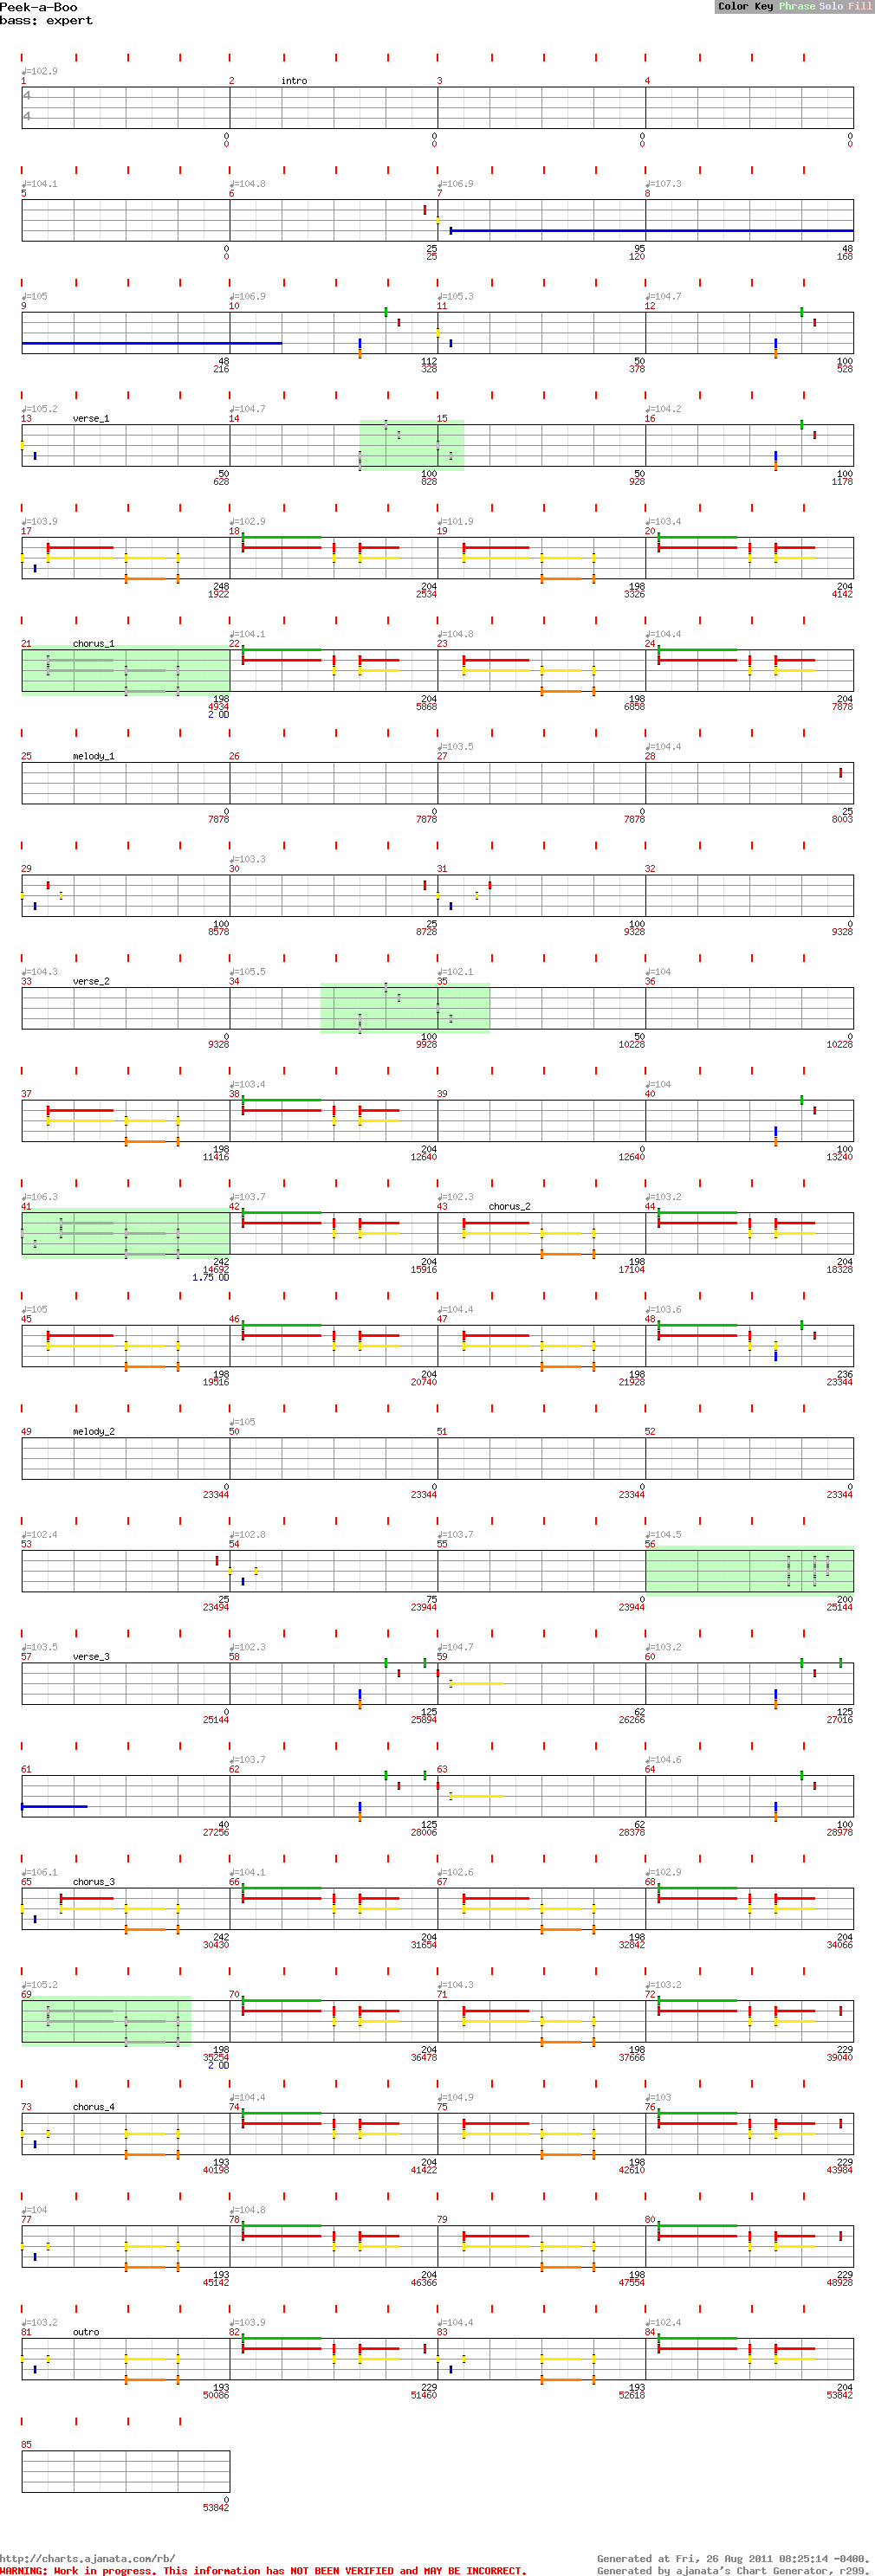 Peek-a-Boo
bass: expert
Color Key Phrase Solo Fill
♩=102.9
1 2 intro 3 4
4
4
0 0 0 0
0 0 0 0
♩=104.1 ♩=104.8 ♩=106.9 ♩=107.3
5 6 7 8
0 25 95 48
0 25 120 168
♩=105 ♩=106.9 ♩=105.3 ♩=104.7
9 10 11 12
48 112 50 100
216 328 378 528
♩=105.2 ♩=104.7 ♩=104.2
13 verse_1 14 15 16
50 100 50 100
628 828 928 1178
♩=103.9 ♩=102.9 ♩=101.9 ♩=103.4
17 18 19 20
248 204 198 204
1922 2534 3326 4142
♩=104.1 ♩=104.8 ♩=104.4
21 chorus_1 22 23 24
198 204 198 204
4934 5868 6858 7878
2 OD
♩=103.5 ♩=104.4
25 melody_1 26 27 28
0 0 0 25
7878 7878 7878 8003
♩=103.3
29 30 31 32
100 25 100 0
8578 8728 9328 9328
♩=104.3 ♩=105.5 ♩=102.1 ♩=104
33 verse_2 34 35 36
0 100 50 0
9328 9928 10228 10228
♩=103.4 ♩=104
37 38 39 40
198 204 0 100
11416 12640 12640 13240
♩=106.3 ♩=103.7 ♩=102.3 ♩=103.2
41 42 43 chorus_2 44
242 204 198 204
14692 15916 17104 18328
1.75 OD
♩=105 ♩=104.4 ♩=103.6
45 46 47 48
198 204 198 236
19516 20740 21928 23344
♩=105
49 melody_2 50 51 52
0 0 0 0
23344 23344 23344 23344
♩=102.4 ♩=102.8 ♩=103.7 ♩=104.5
53 54 55 56
25 75 0 200
23494 23944 23944 25144
♩=103.5 ♩=102.3 ♩=104.7 ♩=103.2
57 verse_3 58 59 60
0 125 62 125
25144 25894 26266 27016
♩=103.7 ♩=104.6
61 62 63 64
40 125 62 100
27256 28006 28378 28978
♩=106.1 ♩=104.1 ♩=102.6 ♩=102.9
65 chorus_3 66 67 68
242 204 198 204
30430 31654 32842 34066
♩=105.2 ♩=104.3 ♩=103.2
69 70 71 72
198 204 198 229
35254 36478 37666 39040
2 OD
♩=104.4 ♩=104.9 ♩=103
73 chorus_4 74 75 76
193 204 198 229
40198 41422 42610 43984
♩=104 ♩=104.8
77 78 79 80
193 204 198 229
45142 46366 47554 48928
♩=103.2 ♩=103.9 ♩=104.4 ♩=102.4
81 outro 82 83 84
193 229 193 204
50086 51460 52618 53842
85
0
53842
http://charts.ajanata.com/rb/ Generated at Fri, 26 Aug 2011 08:25:14 -0400.
WARNING: Work in progress. This information has NOT BEEN VERIFIED and MAY BE INCORRECT. Generated by ajanata's Chart Generator, r299.